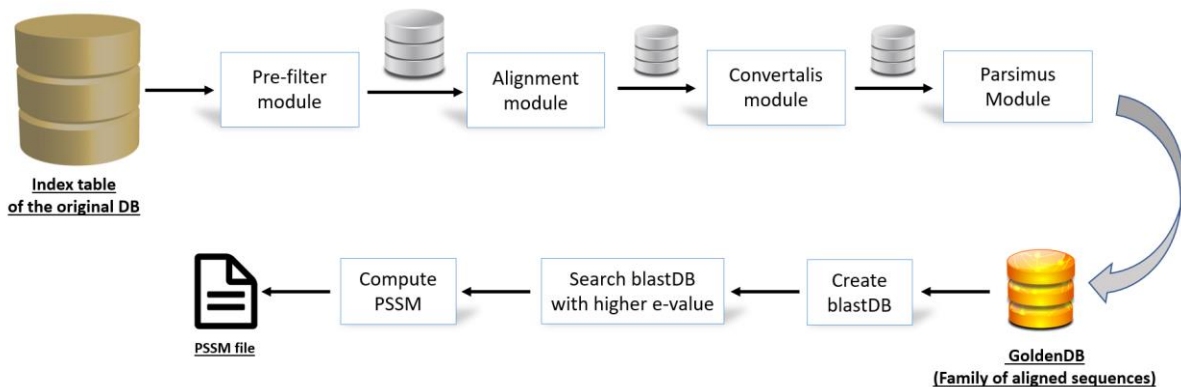 Pre-filter
module
Alignment
module
Convertalis
module
Parsimus
Module
Index table
of the original DB
GoldenDB
(Family of aligned sequences)
Create
blastDB
Search blastDB
with higher e-value
Compute
PSSM
PSSM file